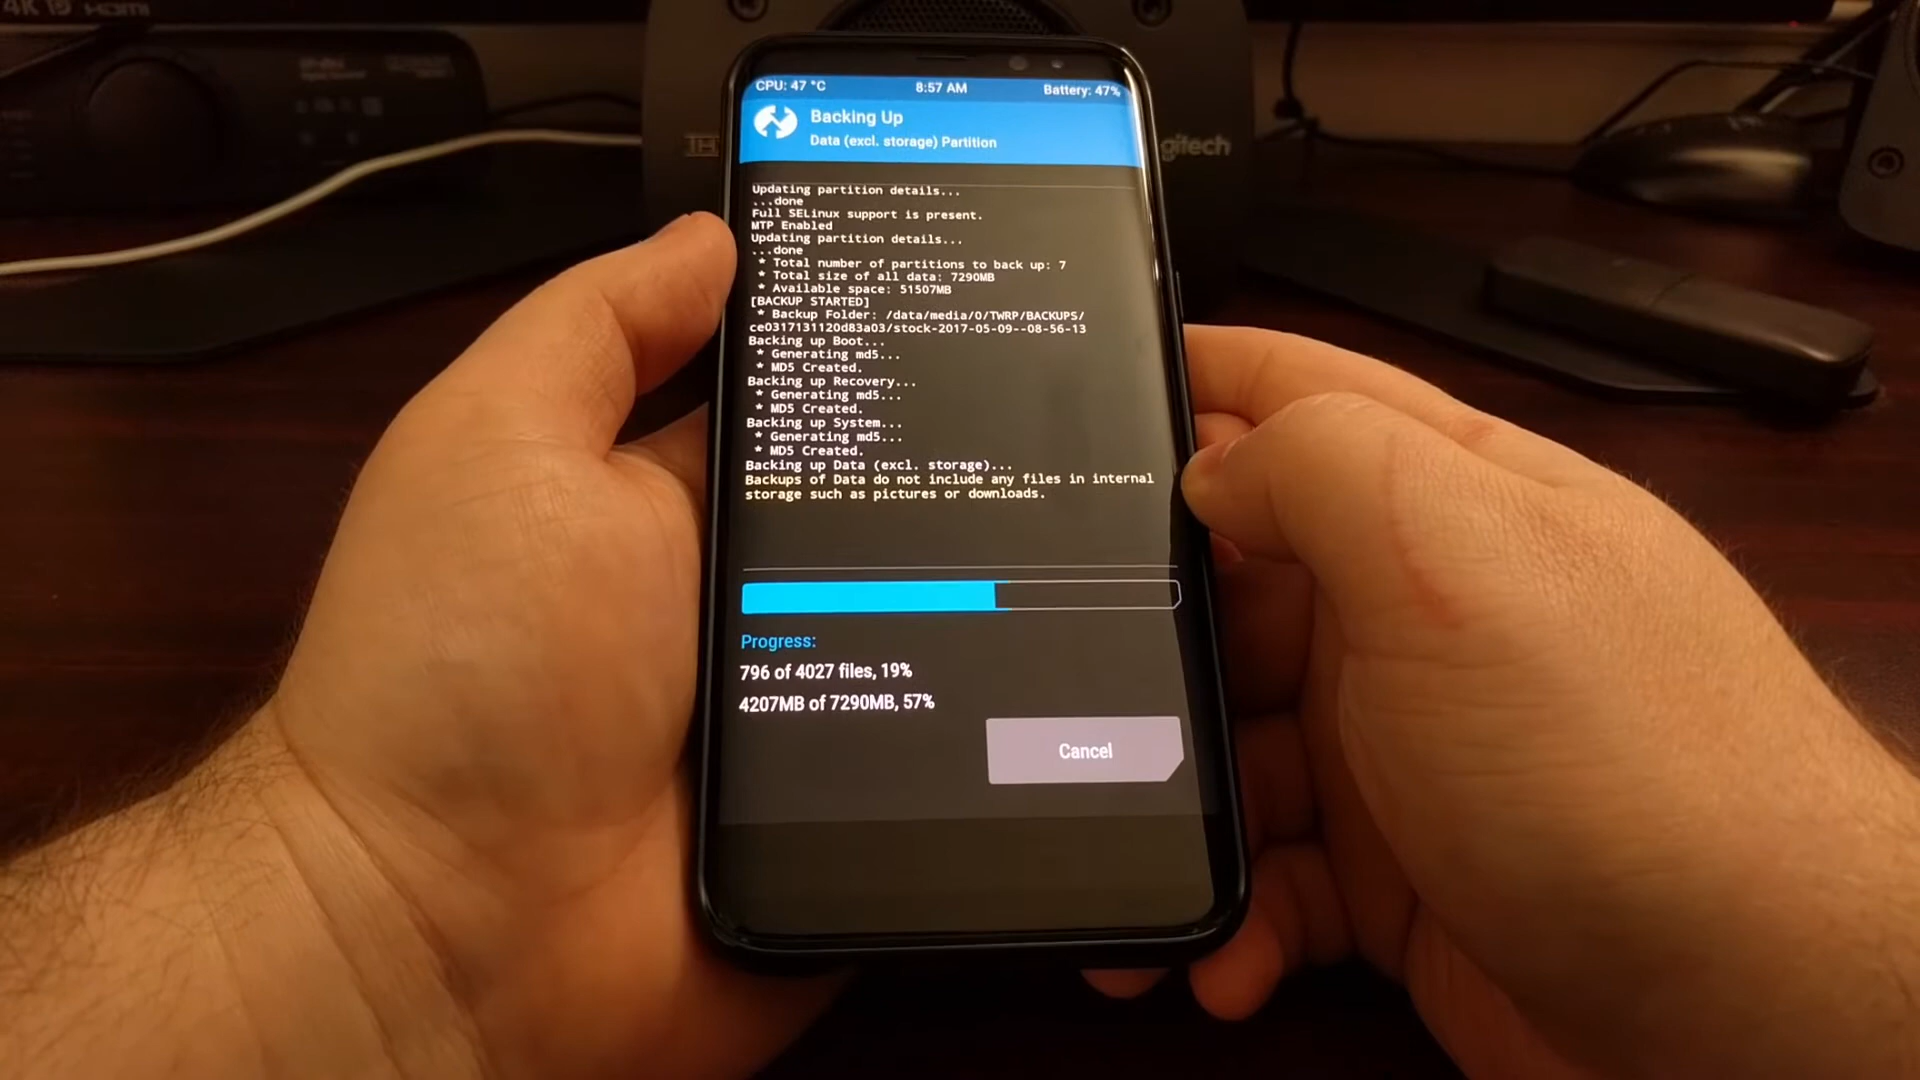 4K HDMI
CPU: 47 °C 8:57 AM Battery: 47%
Backing Up
Data (excl. storage) Partition
gitech
Updating partition details...
...done
Full SELinux support is present.
MTP Enabled
Updating partition details...
...done
* Total number of partitions to back up: 7
* Total size of all data: 7290MB
* Available space: 51507MB
[BACKUP STARTED]
* Backup Folder: /data/media/0/TWRP/BACKUPS/
ce0317131120d83a03/stock-2017-05-09--08-56-13
Backing up Boot...
* Generating md5...
* MD5 Created.
Backing up Recovery...
* Generating md5...
* MD5 Created.
Backing up System...
* Generating md5...
* MD5 Created.
Backing up Data (excl. storage)...
Backups of Data do not include any files in internal
storage such as pictures or downloads.
Progress:
796 of 4027 files, 19%
4207MB of 7290MB, 57%
Cancel